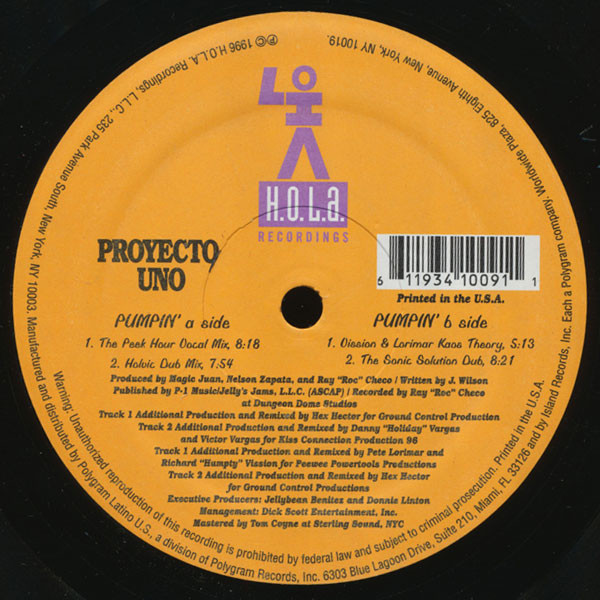 H.O.L.A.
RECORDINGS
PROYECTO
UNO
6 11934 10091 1
Printed in the U.S.A.
PUMPIN' a side
1. The Peek Hour Vocal Mix, 8:18
2. Holvic Dub Mix, 7:54
PUMPIN' b side
1. Vission & Lorimar Kaos Theory, 5:13
2. The Sonic Solution Dub, 8:21
Produced by Magic Juan, Nelson Zapata, and Ray "Roc" Checo / Written by J. Wilson
Published by P-1 Music/Jelly's Jams, L.L.C. (ASCAP) / Recorded by Ray "Roc" Checo
at Dungeon Dome Studios
Track 1 Additional Production and Remixed by Hex Hector for Ground Control Production
Track 2 Additional Production and Remixed by Danny "Holiday" Vargas
and Victor Vargas for Kiss Connection Production 96
Track 1 Additional Production and Remixed by Pete Lorimar and
Richard "Humpty" Vission for Peewee Powertools Productions
Track 2 Additional Production and Remixed by Hex Hector
for Ground Control Productions
Executive Producers: Jellybean Benitez and Donnie Linton
Management: Dick Scott Entertainment, Inc.
Mastered by Tom Coyne at Sterling Sound, NYC
Warning: Unauthorized reproduction of this recording is prohibited by federal law and subject to criminal prosecution. Printed in U.S.A.
℗© 1996 H.O.L.A. Recordings, L.L.C., 235 Park Avenue South, New York, NY 10003. Manufactured and distributed by Polygram Latino U.S., a division of Polygram Records, Inc. 6303 Blue Lagoon Drive, Suite 210, Miami, FL 33126 and by Island Records, Inc. Each a Polygram company, Worldwide Plaza, 825 Eighth Avenue, New York, NY 10019.